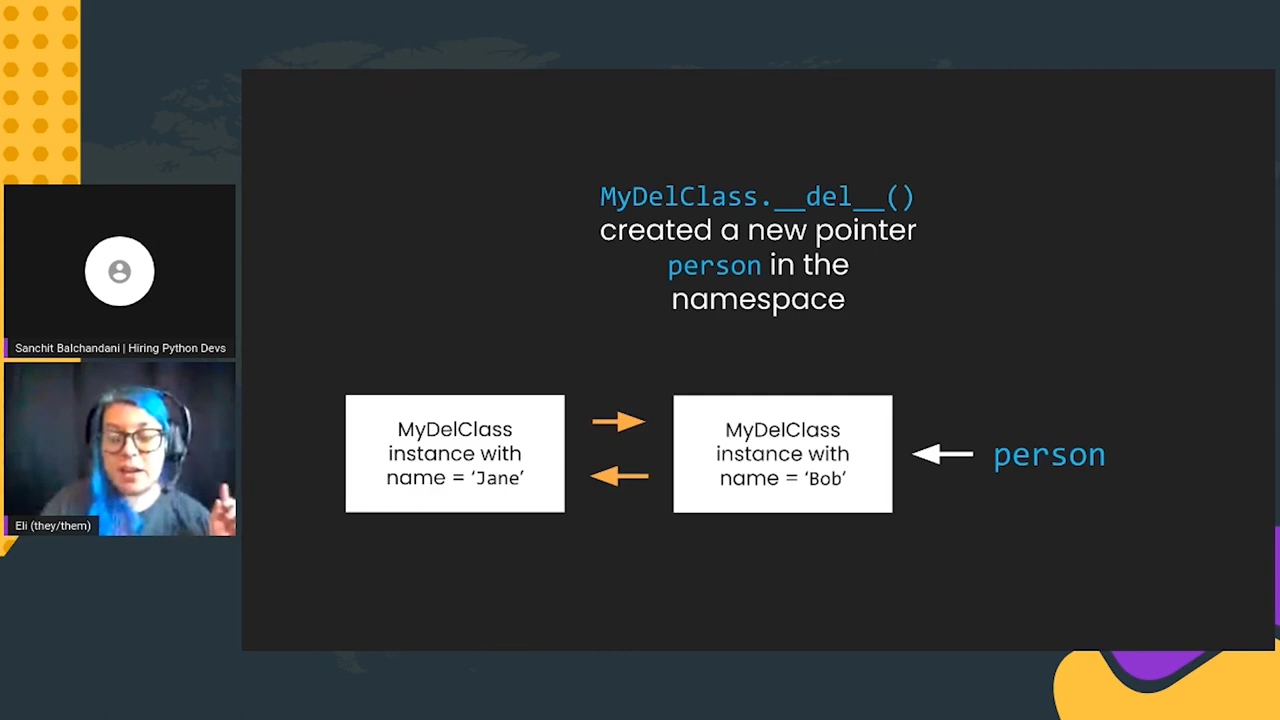 MyDelClass.__del__()
created a new pointer
person in the
namespace
MyDelClass
instance with
name = ‘Jane’
MyDelClass
instance with
name = ‘Bob’
person
Sanchit Balchandani | Hiring Python Devs
Eli (they/them)